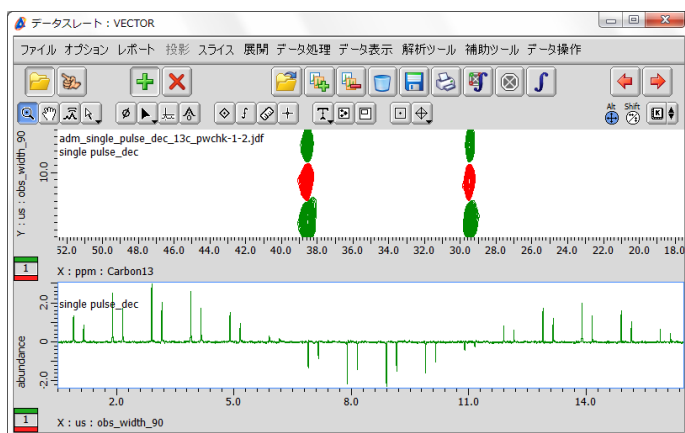 データスレート : VECTOR
ファイル オプション レポート 投影 スライス 展開 データ処理 データ表示 解析ツール 補助ツール データ操作
Alt Shift
T K
adm_single_pulse_dec_13c_pwchk-1-2.jdf
single pulse_dec
Y : us : obs_width_90
10.0
52.0 50.0 48.0 46.0 44.0 42.0 40.0 38.0 36.0 34.0 32.0 30.0 28.0 26.0 24.0 22.0 20.0 18.0
1
X : ppm : Carbon13
single pulse_dec
abundance
2.0
0
-2.0
2.0 5.0 8.0 11.0 14.0
1
X : us : obs_width_90